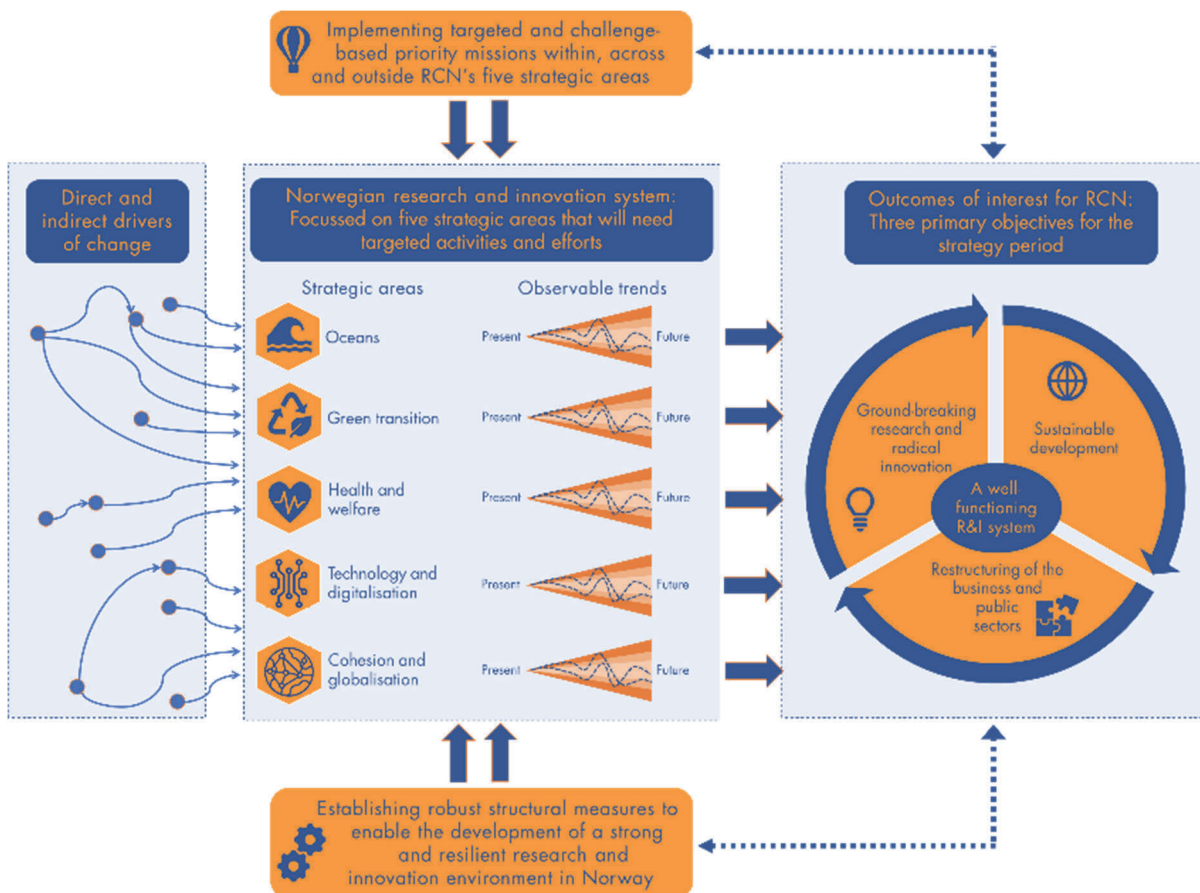 Implementing targeted and challenge-
based priority missions within, across
and outside RCN's five strategic areas
Direct and
indirect drivers
of change
Norwegian research and innovation system:
Focussed on five strategic areas that will need
targeted activities and efforts
Outcomes of interest for RCN:
Three primary objectives for the
strategy period
Strategic areas
Observable trends
Oceans
Present
Future
Green transition
Present
Future
Health and
welfare
Present
Future
Technology and
digitalisation
Present
Future
Cohesion and
globalisation
Present
Future
Ground-breaking
research and
radical
innovation
Sustainable
development
A well-
functioning
R&I system
Restructuring of the
business and
public
sectors
Establishing robust structural measures to
enable the development of a strong
and resilient research and
innovation environment in Norway